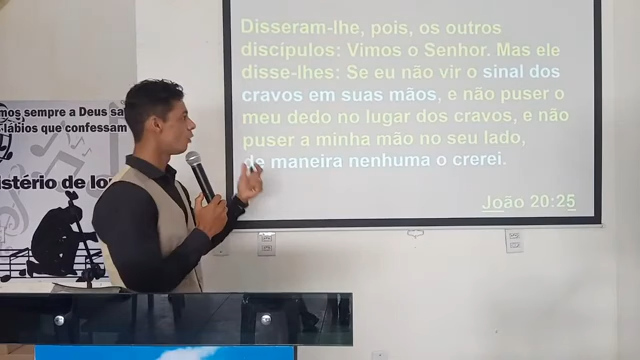 Disseram-lhe, pois, os outros
discípulos: Vimos o Senhor. Mas ele
disse-lhes: Se eu não vir o sinal dos
cravos em suas mãos, e não puser o
meu dedo no lugar dos cravos, e não
puser a minha mão no seu lado,
de maneira nenhuma o crerei.
João 20:25
mos sempre a Deus sa
lábios que confessam
istério de lou